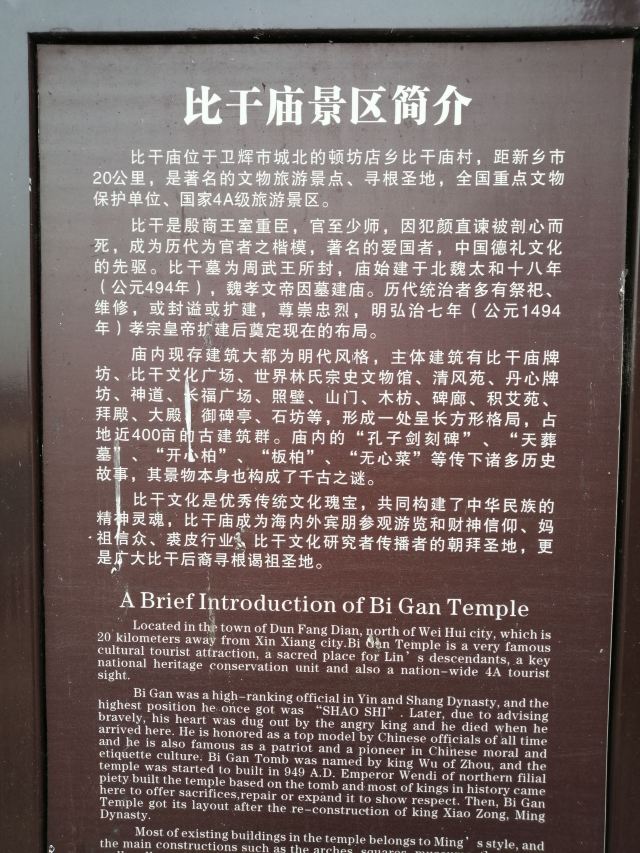 比干庙景区简介
比干庙位于卫辉市城北的顿坊店乡比干庙村，距新乡市
20公里，是著名的文物旅游景点、寻根圣地，全国重点文物
保护单位、国家4A级旅游景区。
比干是殷商王室重臣，官至少师，因犯颜直谏被剖心而
死，成为历代为官者之楷模，著名的爱国者，中国德礼文化
的先驱。比干墓为周武王所封，庙始建于北魏太和十八年
（公元494年），魏孝文帝因墓建庙。历代统治者多有祭祀、
维修，或封谥或扩建，尊崇忠烈，明弘治七年（公元1494
年）孝宗皇帝扩建后奠定现在的布局。
庙内现存建筑大都为明代风格，主体建筑有比干庙牌
坊、比干文化广场、世界林氏宗史文物馆、清风苑、丹心牌
坊、神道、长福广场、照壁、山门、木枋、碑廊、积艾苑、
拜殿、大殿、御碑亭、石坊等，形成一处呈长方形格局，占
地近400亩的古建筑群。庙内的“孔子剑刻碑”、“天葬
墓”、“开心柏”、“板柏”、“无心菜”等传下诸多历史
故事，其景物本身也构成了千古之谜。
比干文化是优秀传统文化瑰宝，共同构建了中华民族的
精神灵魂，比干庙成为海内外宾朋参观游览和财神信仰、妈
祖信众、裘皮行业、比干文化研究者传播者的朝拜圣地，更
是广大比干后裔寻根谒祖圣地。
A Brief Introduction of Bi Gan Temple
Located in the town of Dun Fang Dian, north of Wei Hui city, which is
20 kilometers away from Xin Xiang city.Bi Gan Temple is a very famous
cultural tourist attraction, a sacred place for Lin's descendants, a key
national heritage conservation unit and also a nation-wide 4A tourist
sight.
Bi Gan was a high-ranking official in Yin and Shang Dynasty, and the
highest position he once got was “SHAO SHI”. Later, due to advising
bravely, his heart was dug out by the angry king and he died when he
arrived here. He is honored as a top model by Chinese officials of all time
and he is also famous as a patriot and a pioneer in Chinese moral and
etiquette culture. Bi Gan Tomb was named by king Wu of Zhou, and the
temple was started to built in 949 A.D. Emperor Wendi of northern filial
piety built the temple based on the tomb and most of kings in history came
here to offer sacrifices,repair or expand it to show respect. Then, Bi Gan
Temple got its layout after the re-construction of king Xiao Zong, Ming
Dynasty.
Most of existing buildings in the temple belongs to Ming's style, and
the main constructions such as the arches, squares,